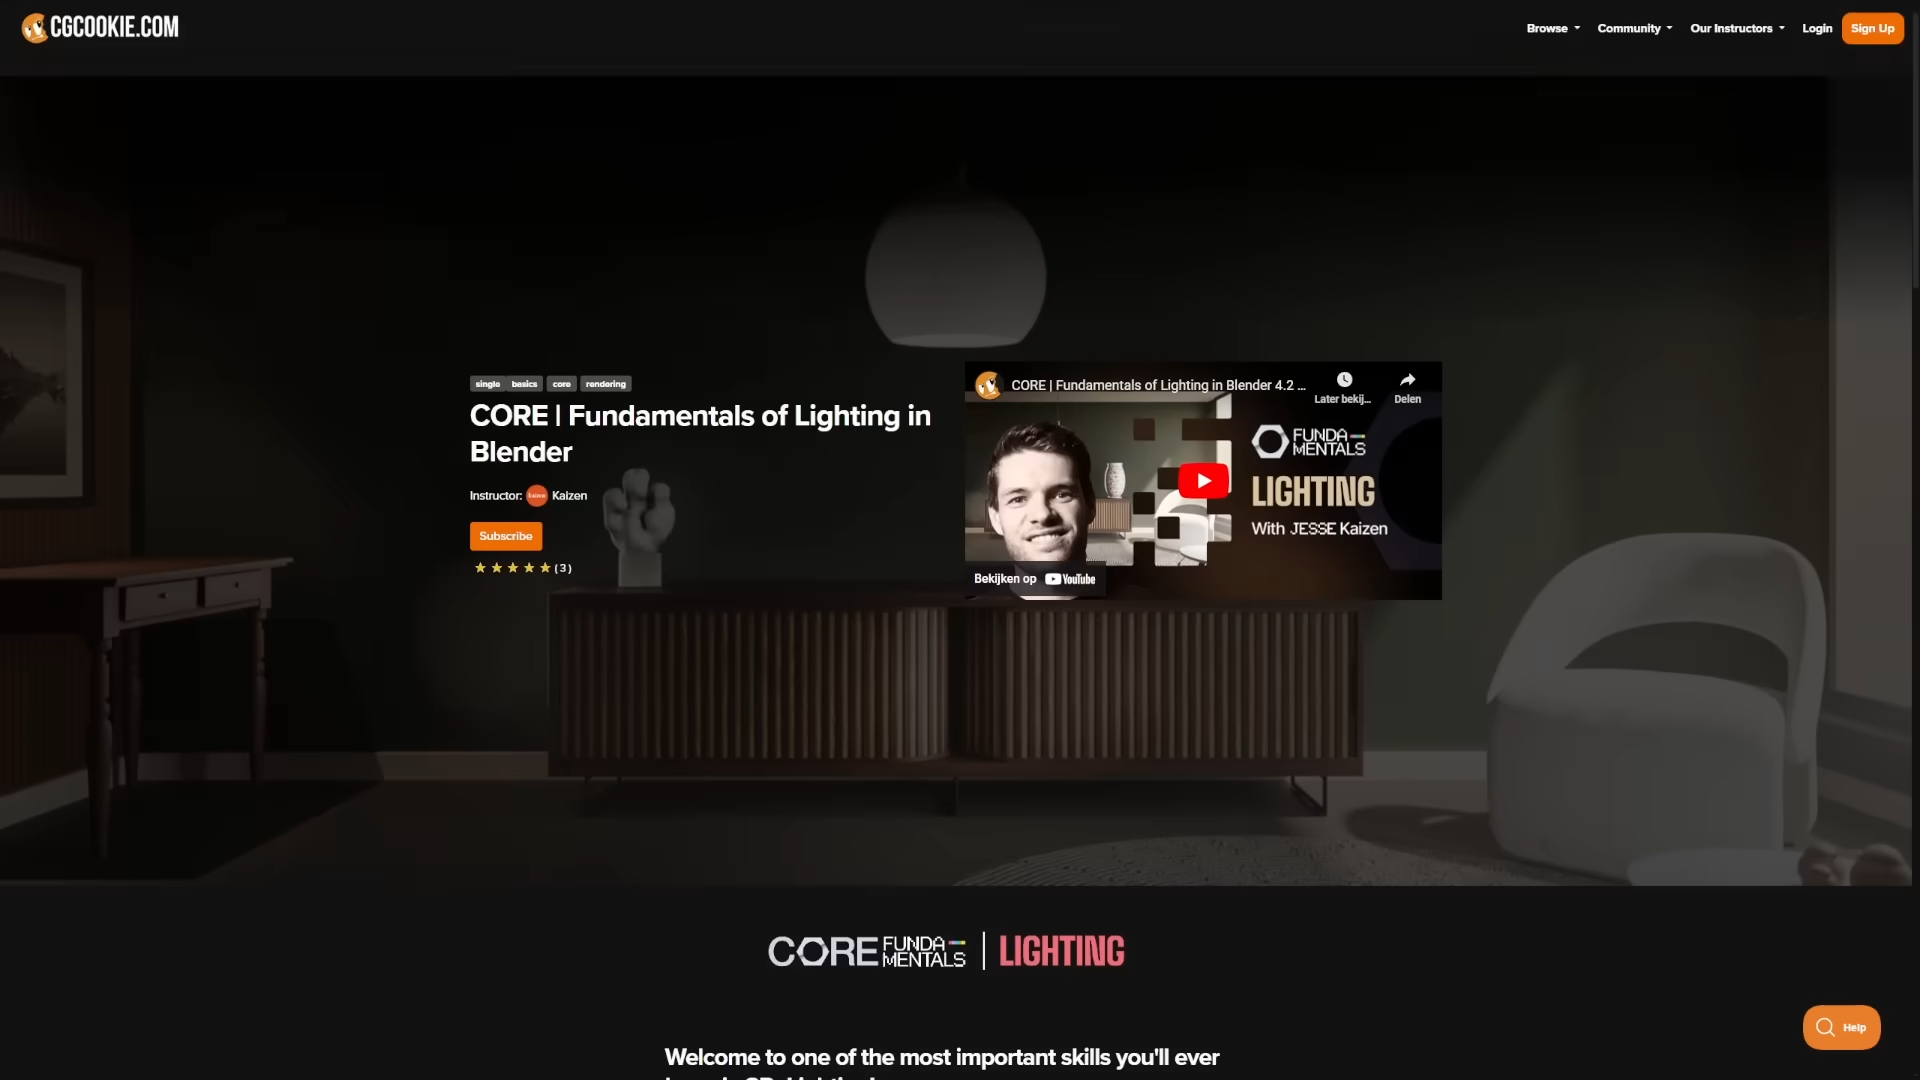 CGCOOKIE.COM
Browse
Community
Our Instructors
Login
Sign Up
single basics core rendering
CORE | Fundamentals of Lighting in
Blender
Instructor: Kaizen
Subscribe
(3)
CORE | Fundamentals of Lighting in Blender 4.2 ...
Later bekij...
Delen
FUNDA
MENTALS
LIGHTING
With JESSE Kaizen
Bekijken op YouTube
CORE FUNDA
MENTALS | LIGHTING
Welcome to one of the most important skills you'll ever
Help